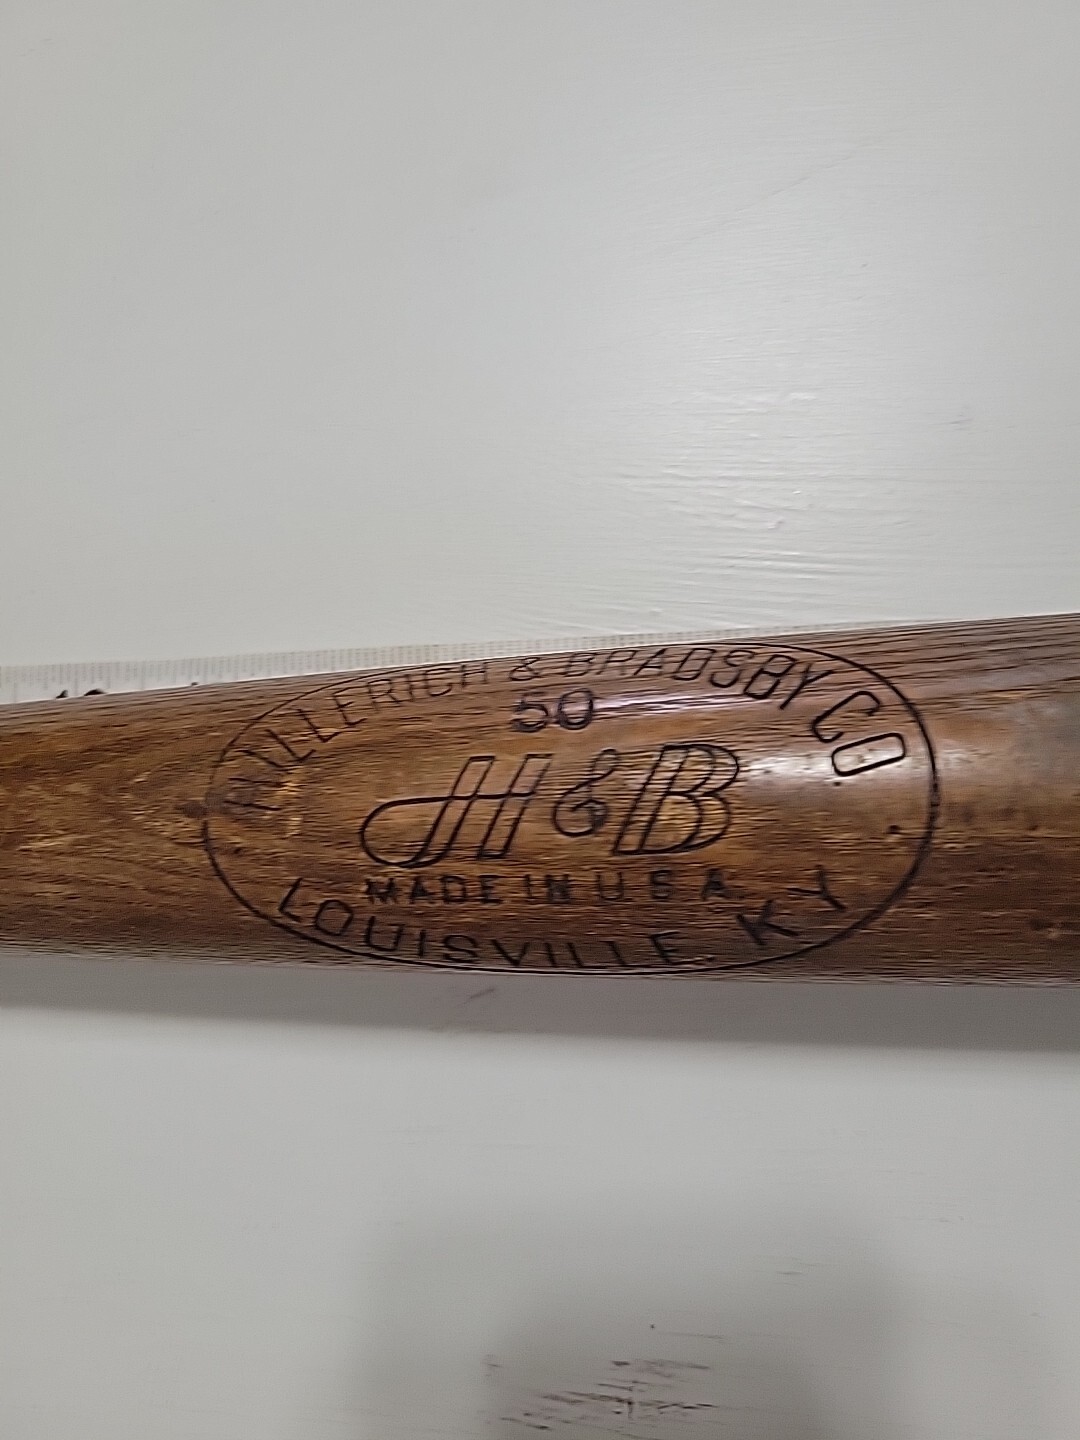 HILLERICH & BRADSBY CO
50
H & B
MADE IN U.S.A.
LOUISVILLE KY